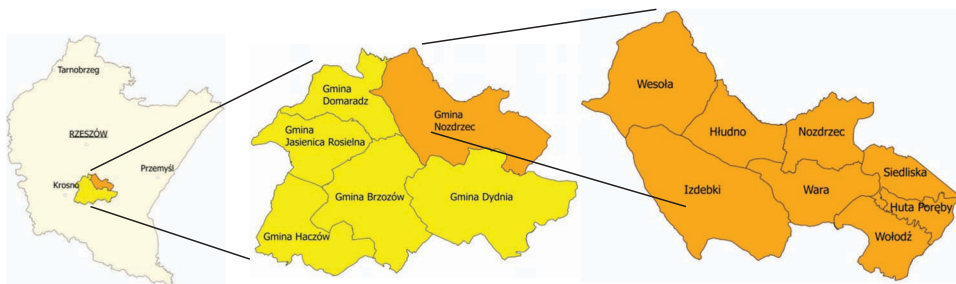 Tarnobrzeg
RZESZÓW
Przemyśl
Krosno
Gmina
Domaradz
Gmina
Jasienica Rosielna
Gmina
Nozdrzec
Gmina Brzozów
Gmina Dydnia
Gmina Haczów
Wesoła
Hłudno
Nozdrzec
Siedliska
Izdebki
Wara
Huta Poręby
Wołodź